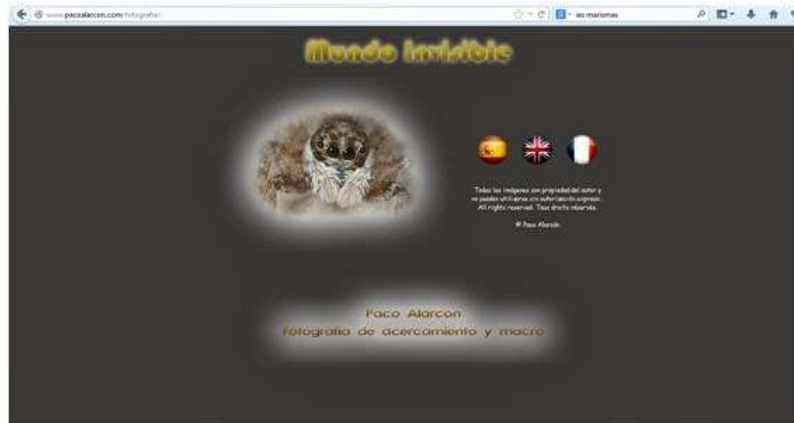 www.pacoalarcon.com/fotografia/
ies marismas
Mundo Invisible
Todas las imágenes son propiedad del autor y
no pueden utilizarse sin autorización expresa.
All rights reserved. Tous droits réservés.
© Paco Alarcón
Paco Alarcon
fotografia de acercamiento y macro